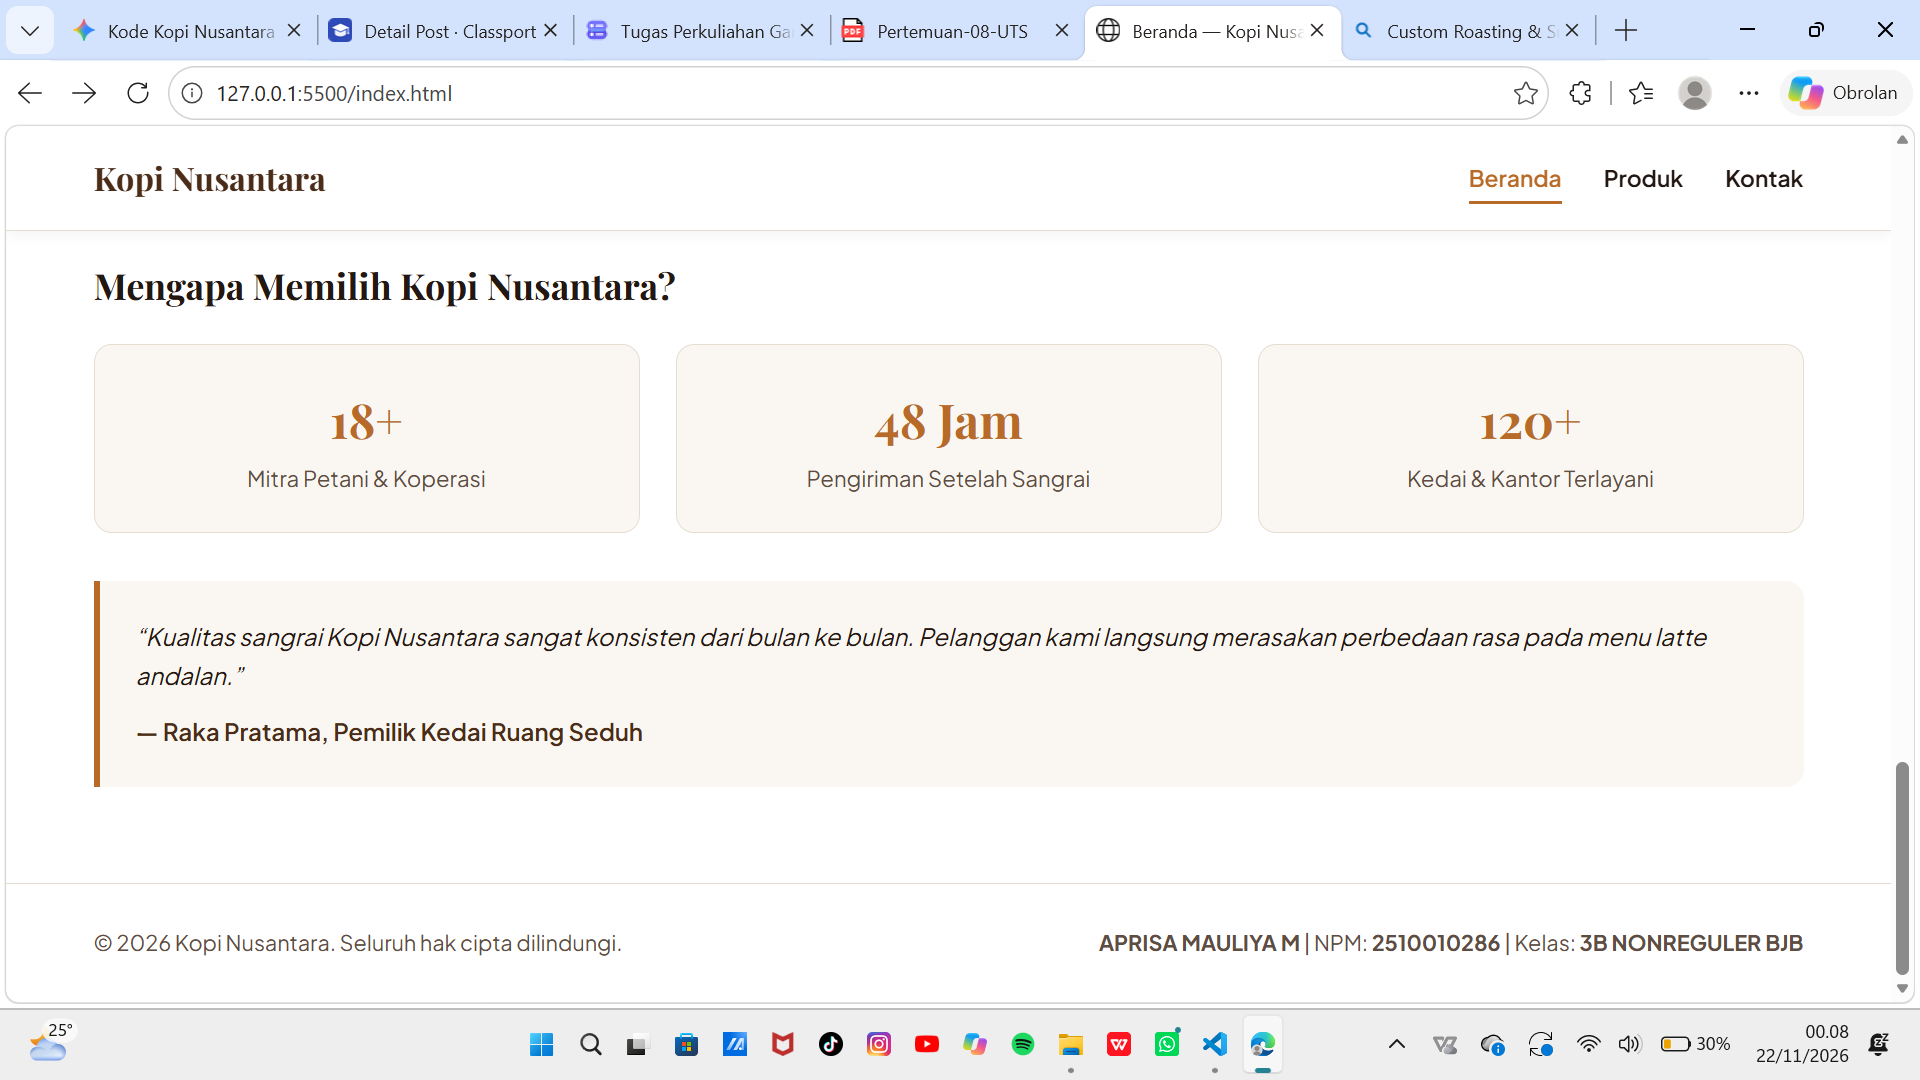 Kode Kopi Nusantara
Detail Post · Classport
Tugas Perkuliahan Ga
Pertemuan-08-UTS
Beranda — Kopi Nusa
Custom Roasting & S
127.0.0.1:5500/index.html
Obrolan
Kopi Nusantara
Beranda
Produk
Kontak
Mengapa Memilih Kopi Nusantara?
18+
Mitra Petani & Koperasi
48 Jam
Pengiriman Setelah Sangrai
120+
Kedai & Kantor Terlayani
“Kualitas sangrai Kopi Nusantara sangat konsisten dari bulan ke bulan. Pelanggan kami langsung merasakan perbedaan rasa pada menu latte
andalan.”
— Raka Pratama, Pemilik Kedai Ruang Seduh
© 2026 Kopi Nusantara. Seluruh hak cipta dilindungi.
APRISA MAULIYA M | NPM: 2510010286 | Kelas: 3B NONREGULER BJB
25°
30%
00.08
22/11/2026